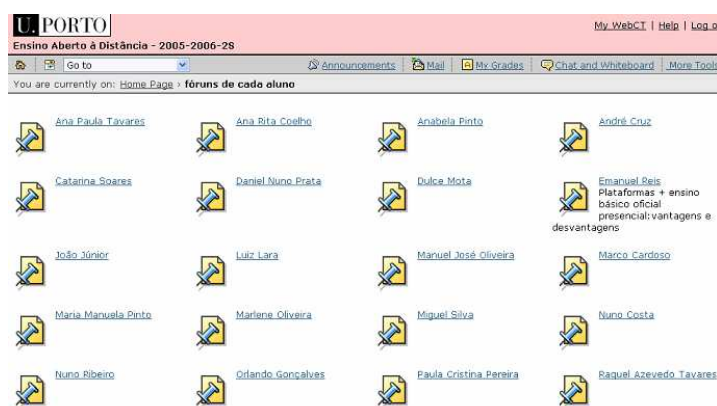 U. PORTO
My WebCT | Help | Log o
Ensino Aberto à Distância - 2005-2006-2S
Go to Announcements Mail My Grades Chat and Whiteboard More Tools
You are currently on: Home Page › fóruns de cada aluno
Ana Paula Tavares Ana Rita Coelho Anabela Pinto André Cruz
Catarina Soares Daniel Nuno Prata Dulce Mota Emanuel Reis
Plataformas + ensino
básico oficial
presencial: vantagens e
desvantagens
João Júnior Luiz Lara Manuel José Oliveira Marco Cardoso
Maria Manuela Pinto Marlene Oliveira Miguel Silva Nuno Costa
Nuno Ribeiro Orlando Gonçalves Paula Cristina Pereira Raquel Azevedo Tavares